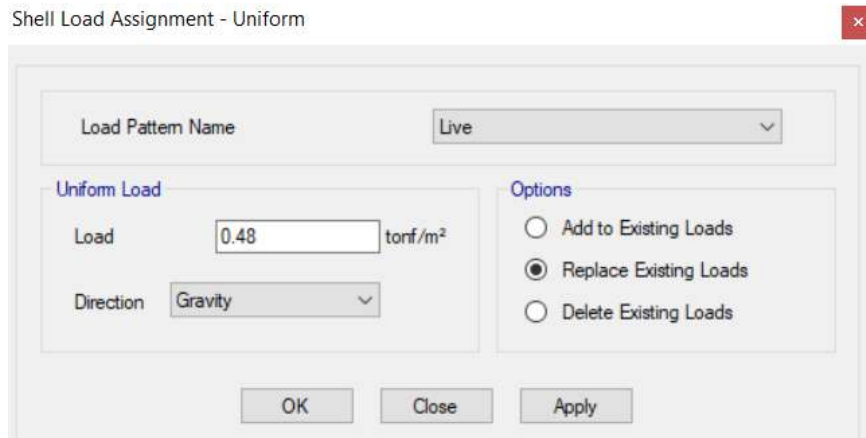 Shell Load Assignment - Uniform
Load Pattern Name
Live
Uniform Load
Load
0.48
tonf/m²
Direction
Gravity
Options
Add to Existing Loads
Replace Existing Loads
Delete Existing Loads
OK
Close
Apply